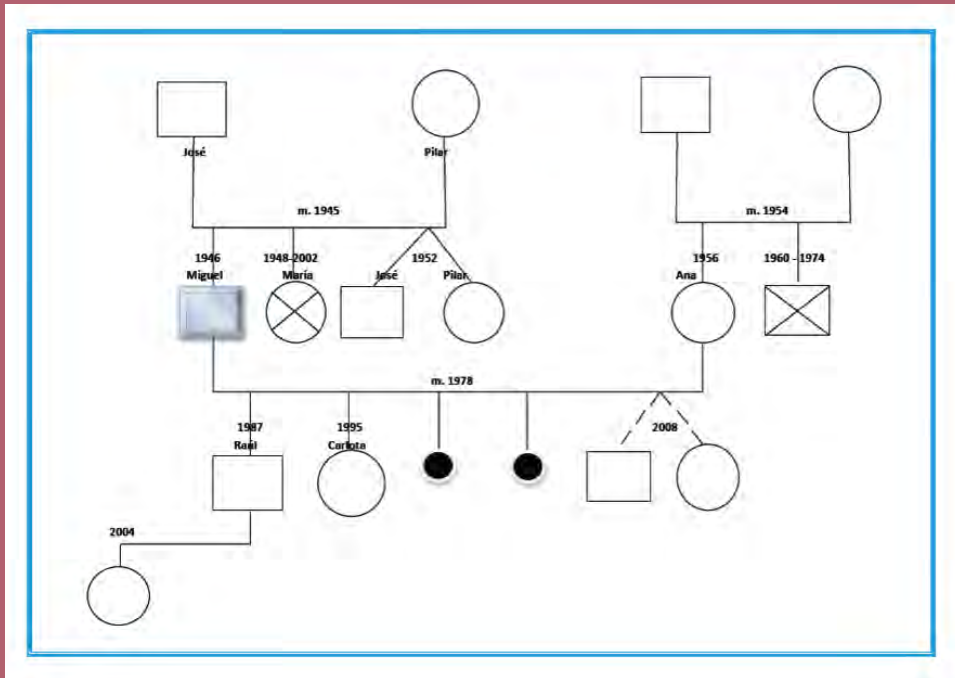 José
Pilar
m. 1945
m. 1954
1946
1948-2002
1952
1956
1960 - 1974
Miguel
María
José
Pilar
Ana
m. 1978
1987
1995
2008
Raúl
Carlota
2004